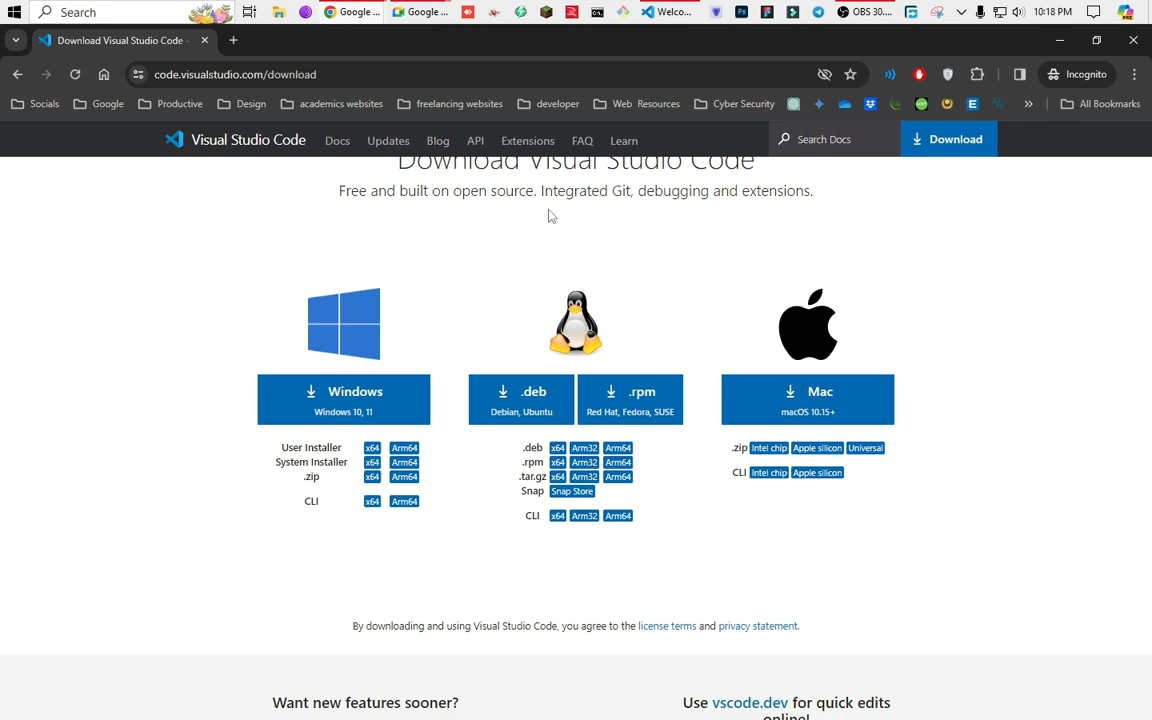 Search
Google ...
Google ...
Welco...
OBS 30....
10:18 PM
Download Visual Studio Code -
code.visualstudio.com/download
Incognito
Socials
Google
Productive
Design
academics websites
freelancing websites
developer
Web Resources
Cyber Security
»
All Bookmarks
Visual Studio Code
Docs
Updates
Blog
API
Extensions
FAQ
Learn
Search Docs
Download
Download Visual Studio Code
Free and built on open source. Integrated Git, debugging and extensions.
Windows
Windows 10, 11
User Installer x64 Arm64
System Installer x64 Arm64
.zip x64 Arm64
CLI x64 Arm64
.deb
Debian, Ubuntu
.rpm
Red Hat, Fedora, SUSE
.deb x64 Arm32 Arm64
.rpm x64 Arm32 Arm64
.tar.gz x64 Arm32 Arm64
Snap Snap Store
CLI x64 Arm32 Arm64
Mac
macOS 10.15+
.zip Intel chip Apple silicon Universal
CLI Intel chip Apple silicon
By downloading and using Visual Studio Code, you agree to the license terms and privacy statement.
Want new features sooner?
Use vscode.dev for quick edits
online!